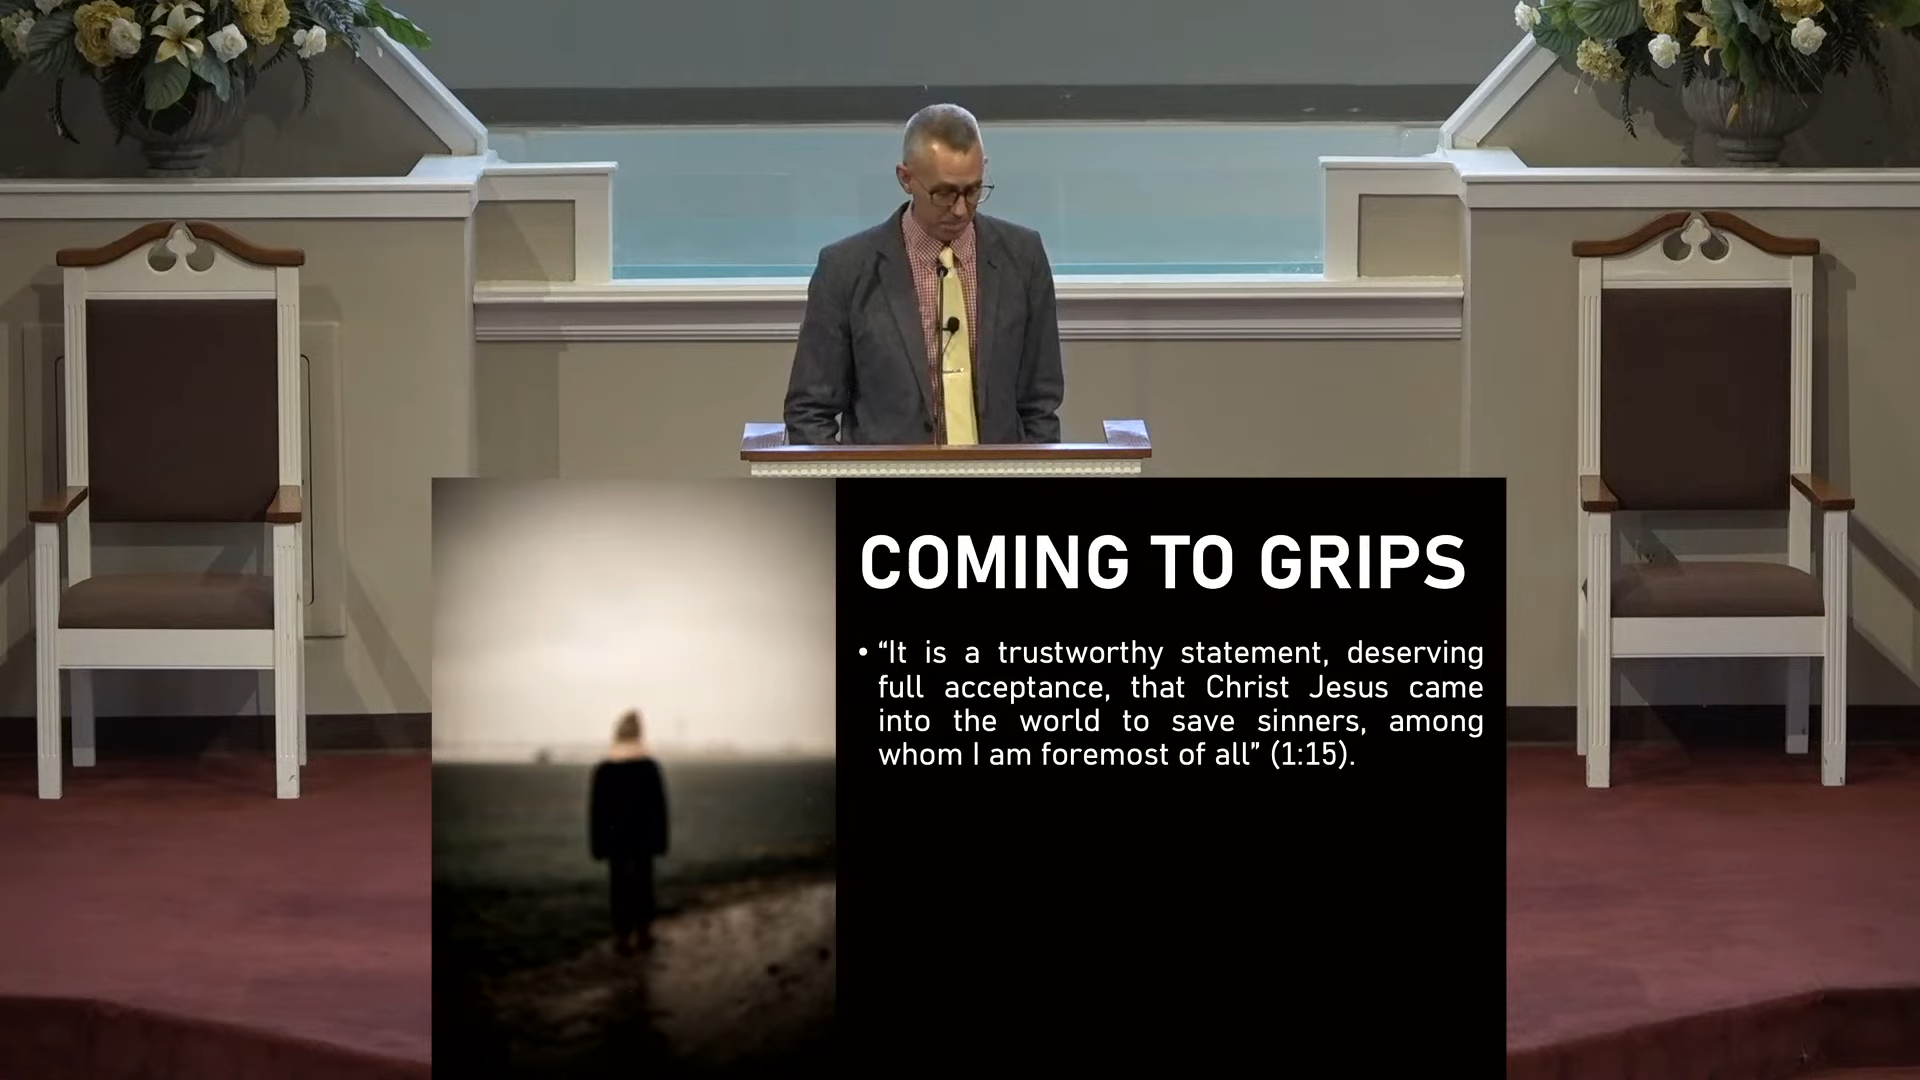 COMING TO GRIPS
• “It is a trustworthy statement, deserving
full acceptance, that Christ Jesus came
into the world to save sinners, among
whom I am foremost of all” (1:15).